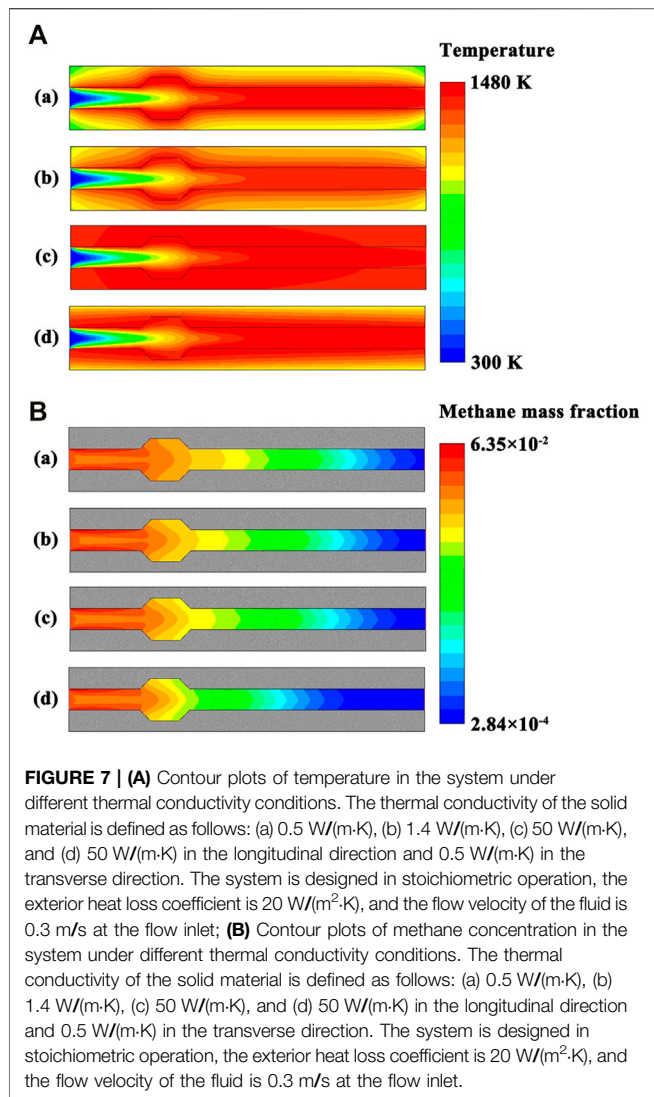 A
Temperature
1480 K
(a)
(b)
(c)
(d)
300 K
B
Methane mass fraction
6.35×10⁻²
(a)
(b)
(c)
(d)
2.84×10⁻⁴
FIGURE 7 | (A) Contour plots of temperature in the system under
different thermal conductivity conditions. The thermal conductivity of the solid
material is defined as follows: (a) 0.5 W/(m·K), (b) 1.4 W/(m·K), (c) 50 W/(m·K),
and (d) 50 W/(m·K) in the longitudinal direction and 0.5 W/(m·K) in the
transverse direction. The system is designed in stoichiometric operation, the
exterior heat loss coefficient is 20 W/(m²·K), and the flow velocity of the fluid is
0.3 m/s at the flow inlet; (B) Contour plots of methane concentration in the
system under different thermal conductivity conditions. The thermal
conductivity of the solid material is defined as follows: (a) 0.5 W/(m·K), (b)
1.4 W/(m·K), (c) 50 W/(m·K), and (d) 50 W/(m·K) in the longitudinal direction
and 0.5 W/(m·K) in the transverse direction. The system is designed in
stoichiometric operation, the exterior heat loss coefficient is 20 W/(m²·K), and
the flow velocity of the fluid is 0.3 m/s at the flow inlet.